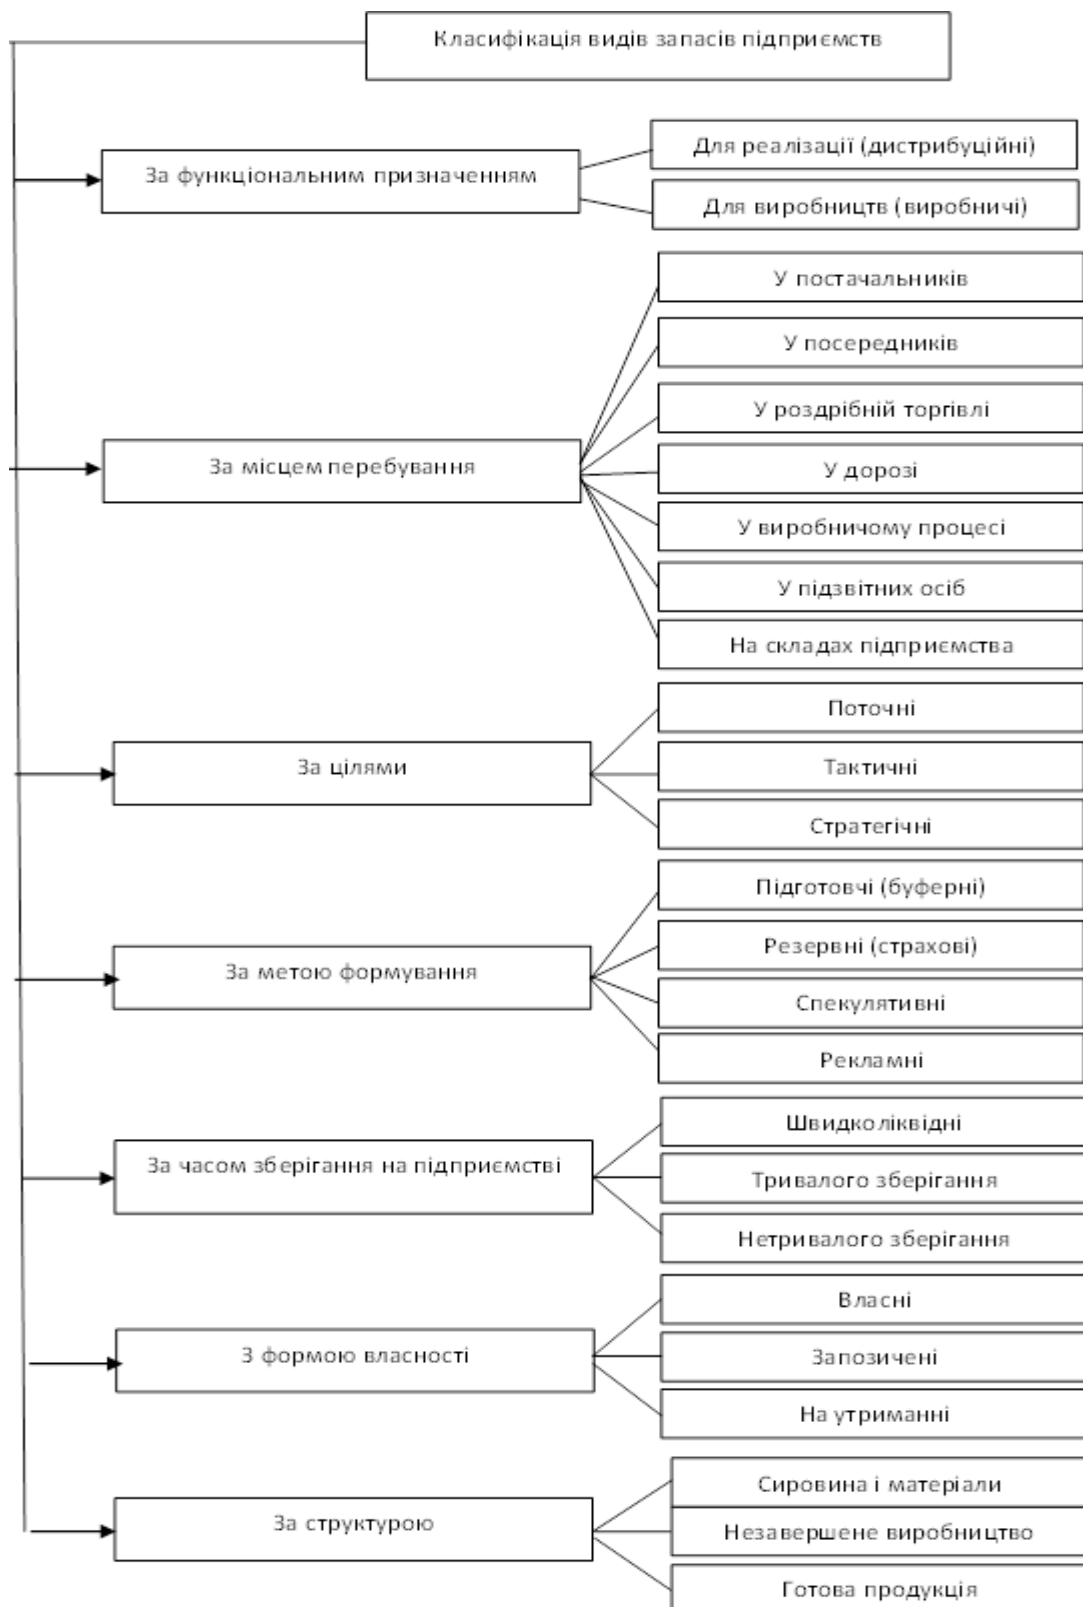 Класифікація видів запасів підприємств
За функціональним призначенням
Для реалізації (дистрибуційні)
Для виробництв (виробничі)
За місцем перебування
У постачальників
У посередників
У роздрібній торгівлі
У дорозі
У виробничому процесі
У підзвітних осіб
На складах підприємства
За цілями
Поточні
Тактичні
Стратегічні
За метою формування
Підготовчі (буферні)
Резервні (страхові)
Спекулятивні
Рекламні
За часом зберігання на підприємстві
Швидколіквідні
Тривалого зберігання
Нетривалого зберігання
З формою власності
Власні
Запозичені
На утриманні
За структурою
Сировина і матеріали
Незавершене виробництво
Готова продукція